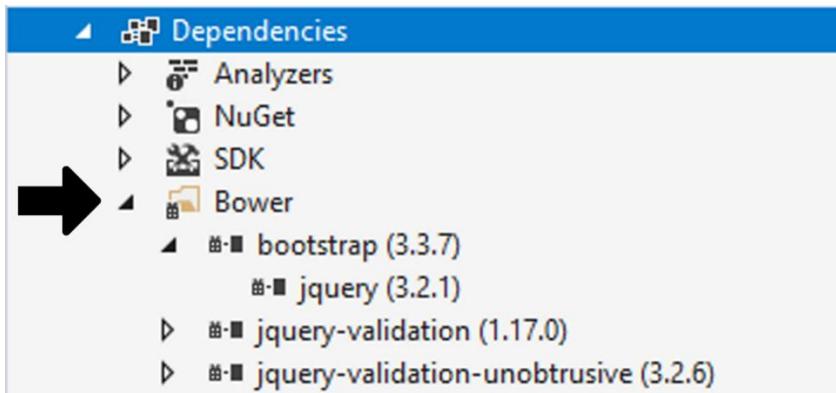 Dependencies
Analyzers
NuGet
SDK
Bower
bootstrap (3.3.7)
jquery (3.2.1)
jquery-validation (1.17.0)
jquery-validation-unobtrusive (3.2.6)